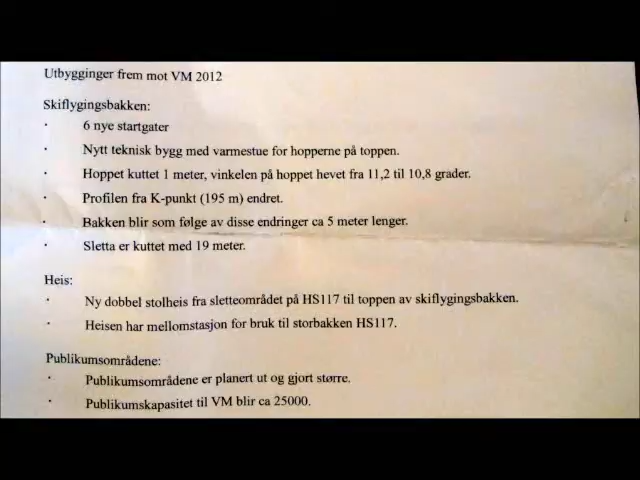 Utbygginger frem mot VM 2012
Skiflygingsbakken:
· 6 nye startgater
· Nytt teknisk bygg med varmestue for hopperne på toppen.
· Hoppet kuttet 1 meter, vinkelen på hoppet hevet fra 11,2 til 10,8 grader.
· Profilen fra K-punkt (195 m) endret.
· Bakken blir som følge av disse endringer ca 5 meter lenger.
· Sletta er kuttet med 19 meter.
Heis:
· Ny dobbel stolheis fra sletteområdet på HS117 til toppen av skiflygingsbakken.
· Heisen har mellomstasjon for bruk til storbakken HS117.
Publikumsområdene:
· Publikumsområdene er planert ut og gjort større.
· Publikumskapasitet til VM blir ca 25000.